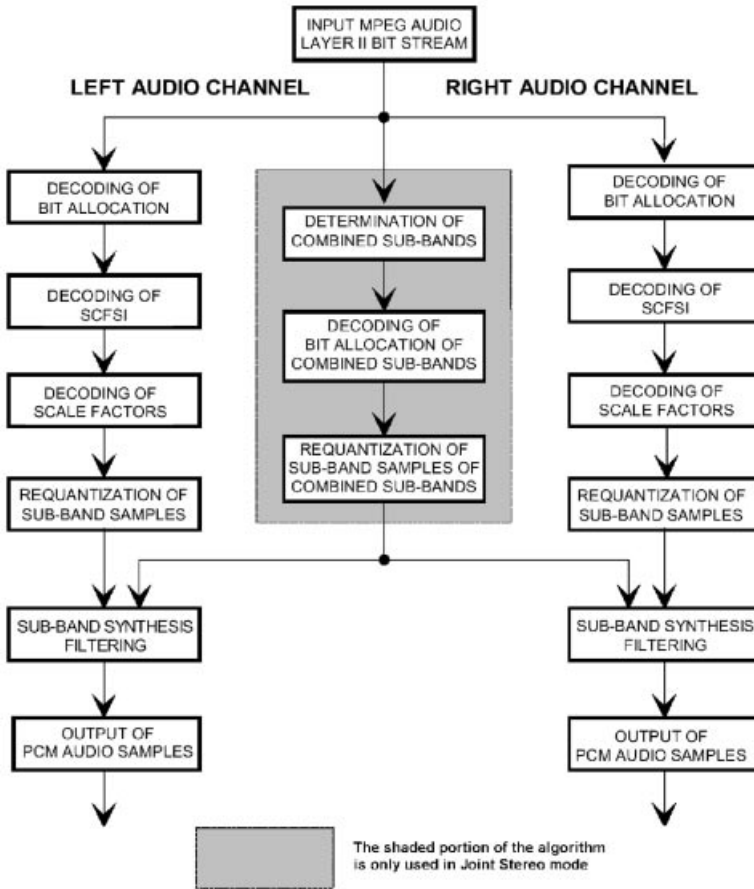 INPUT MPEG AUDIO
LAYER II BIT STREAM
LEFT AUDIO CHANNEL
RIGHT AUDIO CHANNEL
DECODING OF
BIT ALLOCATION
DECODING OF
SCFSI
DECODING OF
SCALE FACTORS
REQUANTIZATION OF
SUB-BAND SAMPLES
SUB-BAND SYNTHESIS
FILTERING
OUTPUT OF
PCM AUDIO SAMPLES
DETERMINATION OF
COMBINED SUB-BANDS
DECODING OF
BIT ALLOCATION OF
COMBINED SUB-BANDS
REQUANTIZATION OF
SUB-BAND SAMPLES OF
COMBINED SUB-BANDS
DECODING OF
BIT ALLOCATION
DECODING OF
SCFSI
DECODING OF
SCALE FACTORS
REQUANTIZATION OF
SUB-BAND SAMPLES
SUB-BAND SYNTHESIS
FILTERING
OUTPUT OF
PCM AUDIO SAMPLES
The shaded portion of the algorithm
is only used in Joint Stereo mode